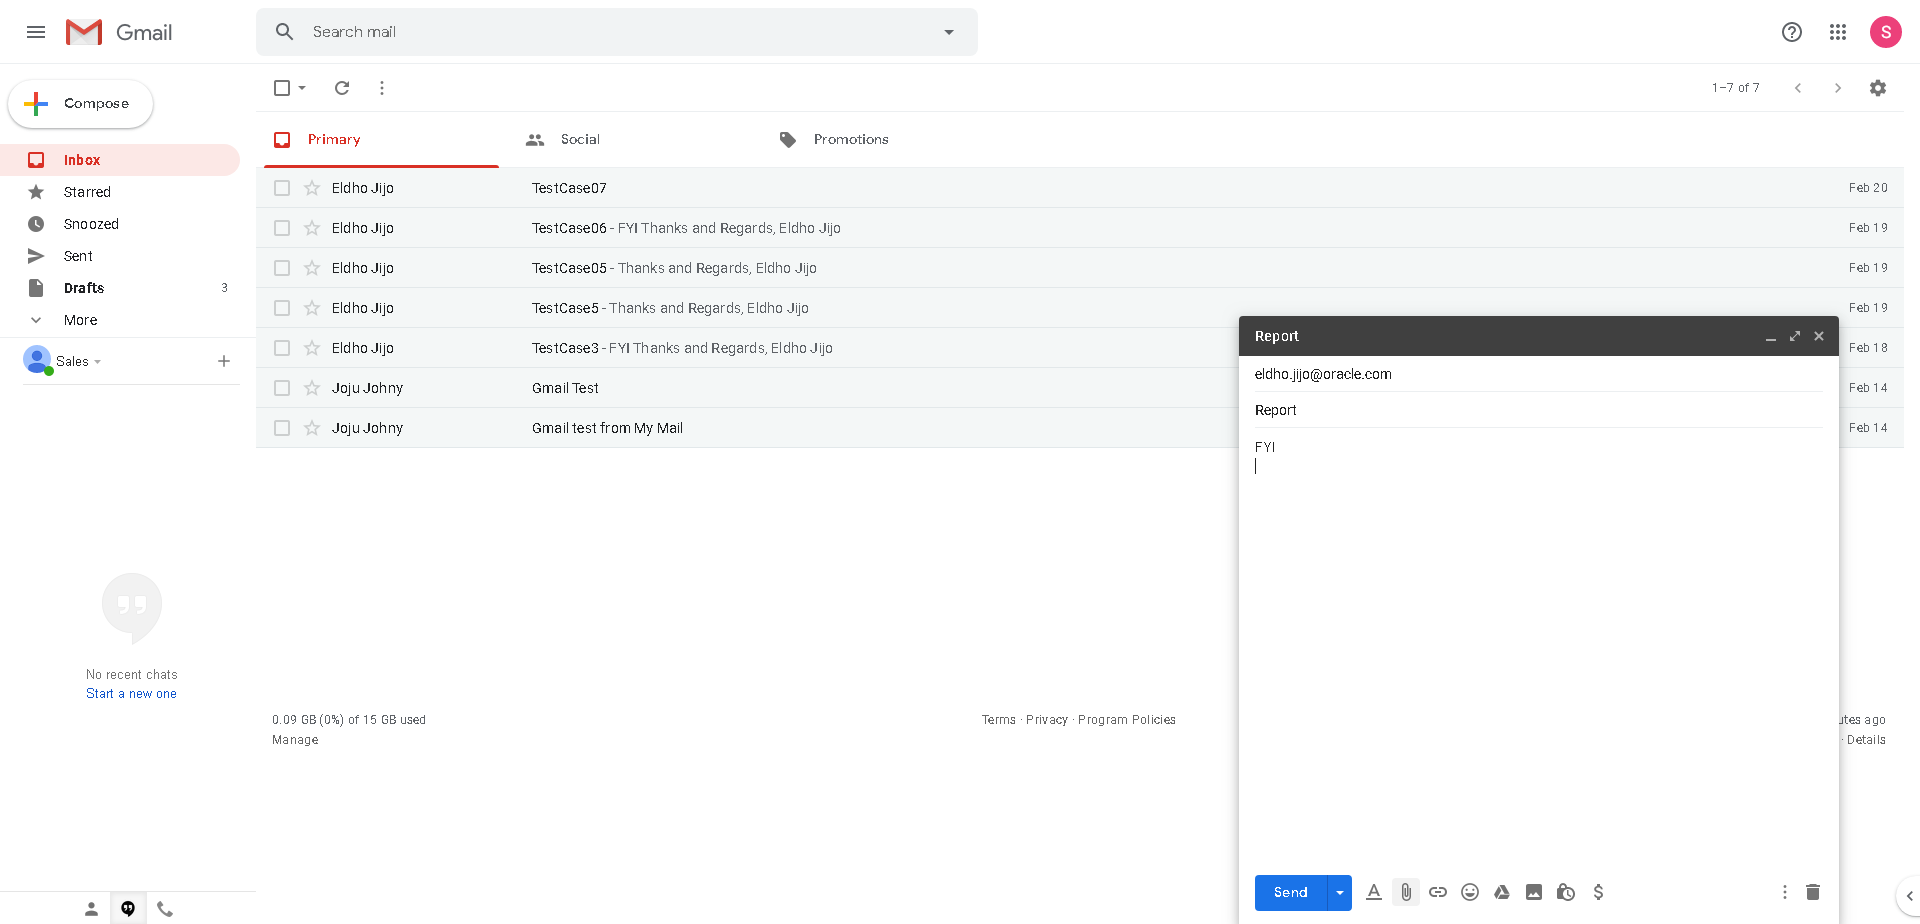 Gmail
Search mail
S
Compose
1–7 of 7
Primary
Social
Promotions
Inbox
Starred
Snoozed
Sent
Drafts 3
More
Sales
Eldho Jijo TestCase07 Feb 20
Eldho Jijo TestCase06 - FYI Thanks and Regards, Eldho Jijo Feb 19
Eldho Jijo TestCase05 - Thanks and Regards, Eldho Jijo Feb 19
Eldho Jijo TestCase5 - Thanks and Regards, Eldho Jijo Feb 19
Eldho Jijo TestCase3 - FYI Thanks and Regards, Eldho Jijo Feb 18
Joju Johny Gmail Test Feb 14
Joju Johny Gmail test from My Mail Feb 14
Report
eldho.jijo@oracle.com
Report
FYI
Send
No recent chats
Start a new one
0.09 GB (0%) of 15 GB used
Manage
Terms · Privacy · Program Policies
ago
· Details